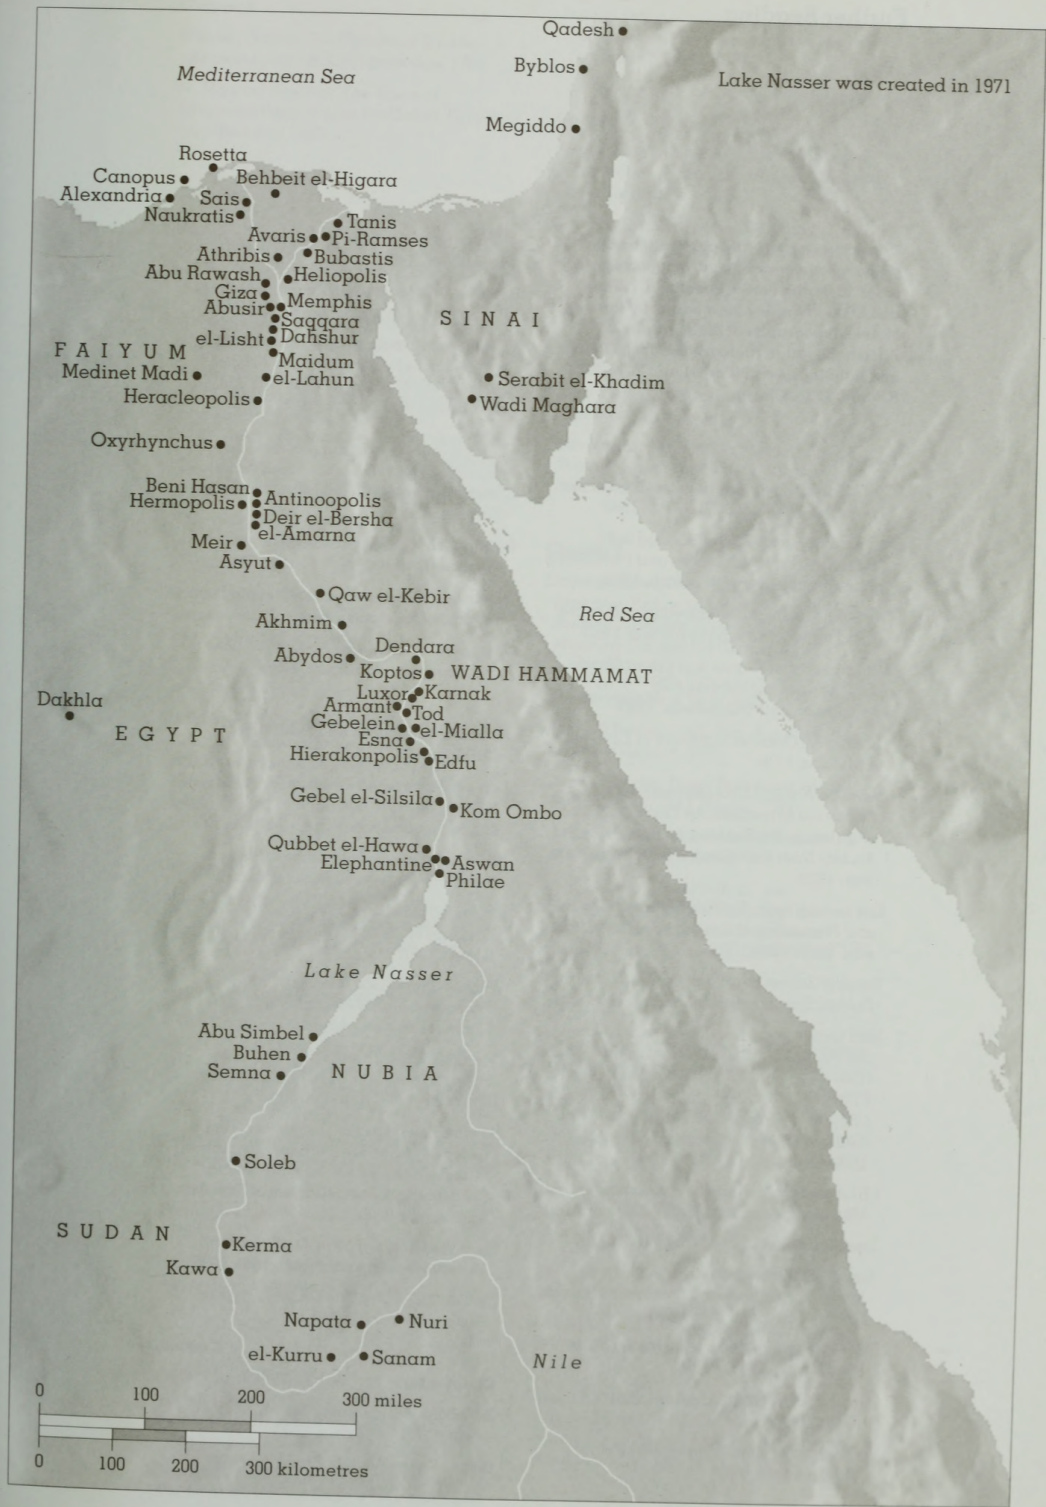 Qadesh
Mediterranean Sea
Byblos
Lake Nasser was created in 1971
Megiddo
Rosetta
Canopus
Behbeit el-Higara
Alexandria
Sais
Naukratis
Tanis
Avaris
Pi-Ramses
Athribis
Bubastis
Abu Rawash
Heliopolis
Giza
Memphis
Abusir
Saqqara
SINAI
el-Lisht
Dahshur
FAIYUM
Maidum
Medinet Madi
el-Lahun
Serabit el-Khadim
Heracleopolis
Wadi Maghara
Oxyrhynchus
Beni Hasan
Hermopolis
Antinoopolis
Deir el-Bersha
el-Amarna
Meir
Asyut
Qaw el-Kebir
Akhmim
Red Sea
Dendara
Abydos
Koptos
WADI HAMMAMAT
Luxor
Karnak
Dakhla
Armant
Tod
Gebelein
el-Mialla
EGYPT
Esna
Hierakonpolis
Edfu
Gebel el-Silsila
Kom Ombo
Qubbet el-Hawa
Elephantine
Aswan
Philae
Lake Nasser
Abu Simbel
Buhen
Semna
NUBIA
Soleb
SUDAN
Kerma
Kawa
Napata
Nuri
el-Kurru
Sanam
Nile
0 100 200 300 miles
0 100 200 300 kilometres